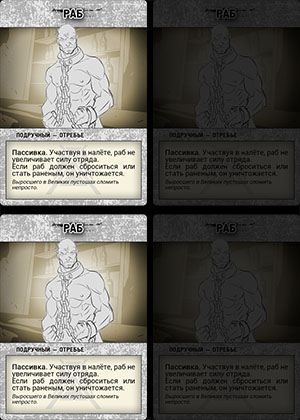 РАБ
ПОДРУЧНЫЙ — ОТРЕБЬЕ
Пассивка. Участвуя в налёте, раб не
увеличивает силу отряда.
Если раб должен сброситься или
стать раненым, он уничтожается.
Выросшего в Великих пустошах сломить
непросто.
РАБ
ПОДРУЧНЫЙ — ОТРЕБЬЕ
Пассивка. Участвуя в налёте, раб не
увеличивает силу отряда.
Если раб должен сброситься или
стать раненым, он уничтожается.
Выросшего в Великих пустошах сломить
непросто.
РАБ
ПОДРУЧНЫЙ — ОТРЕБЬЕ
Пассивка. Участвуя в налёте, раб не
увеличивает силу отряда.
Если раб должен сброситься или
стать раненым, он уничтожается.
Выросшего в Великих пустошах сломить
непросто.
РАБ
ПОДРУЧНЫЙ — ОТРЕБЬЕ
Пассивка. Участвуя в налёте, раб не
увеличивает силу отряда.
Если раб должен сброситься или
стать раненым, он уничтожается.
Выросшего в Великих пустошах сломить
непросто.